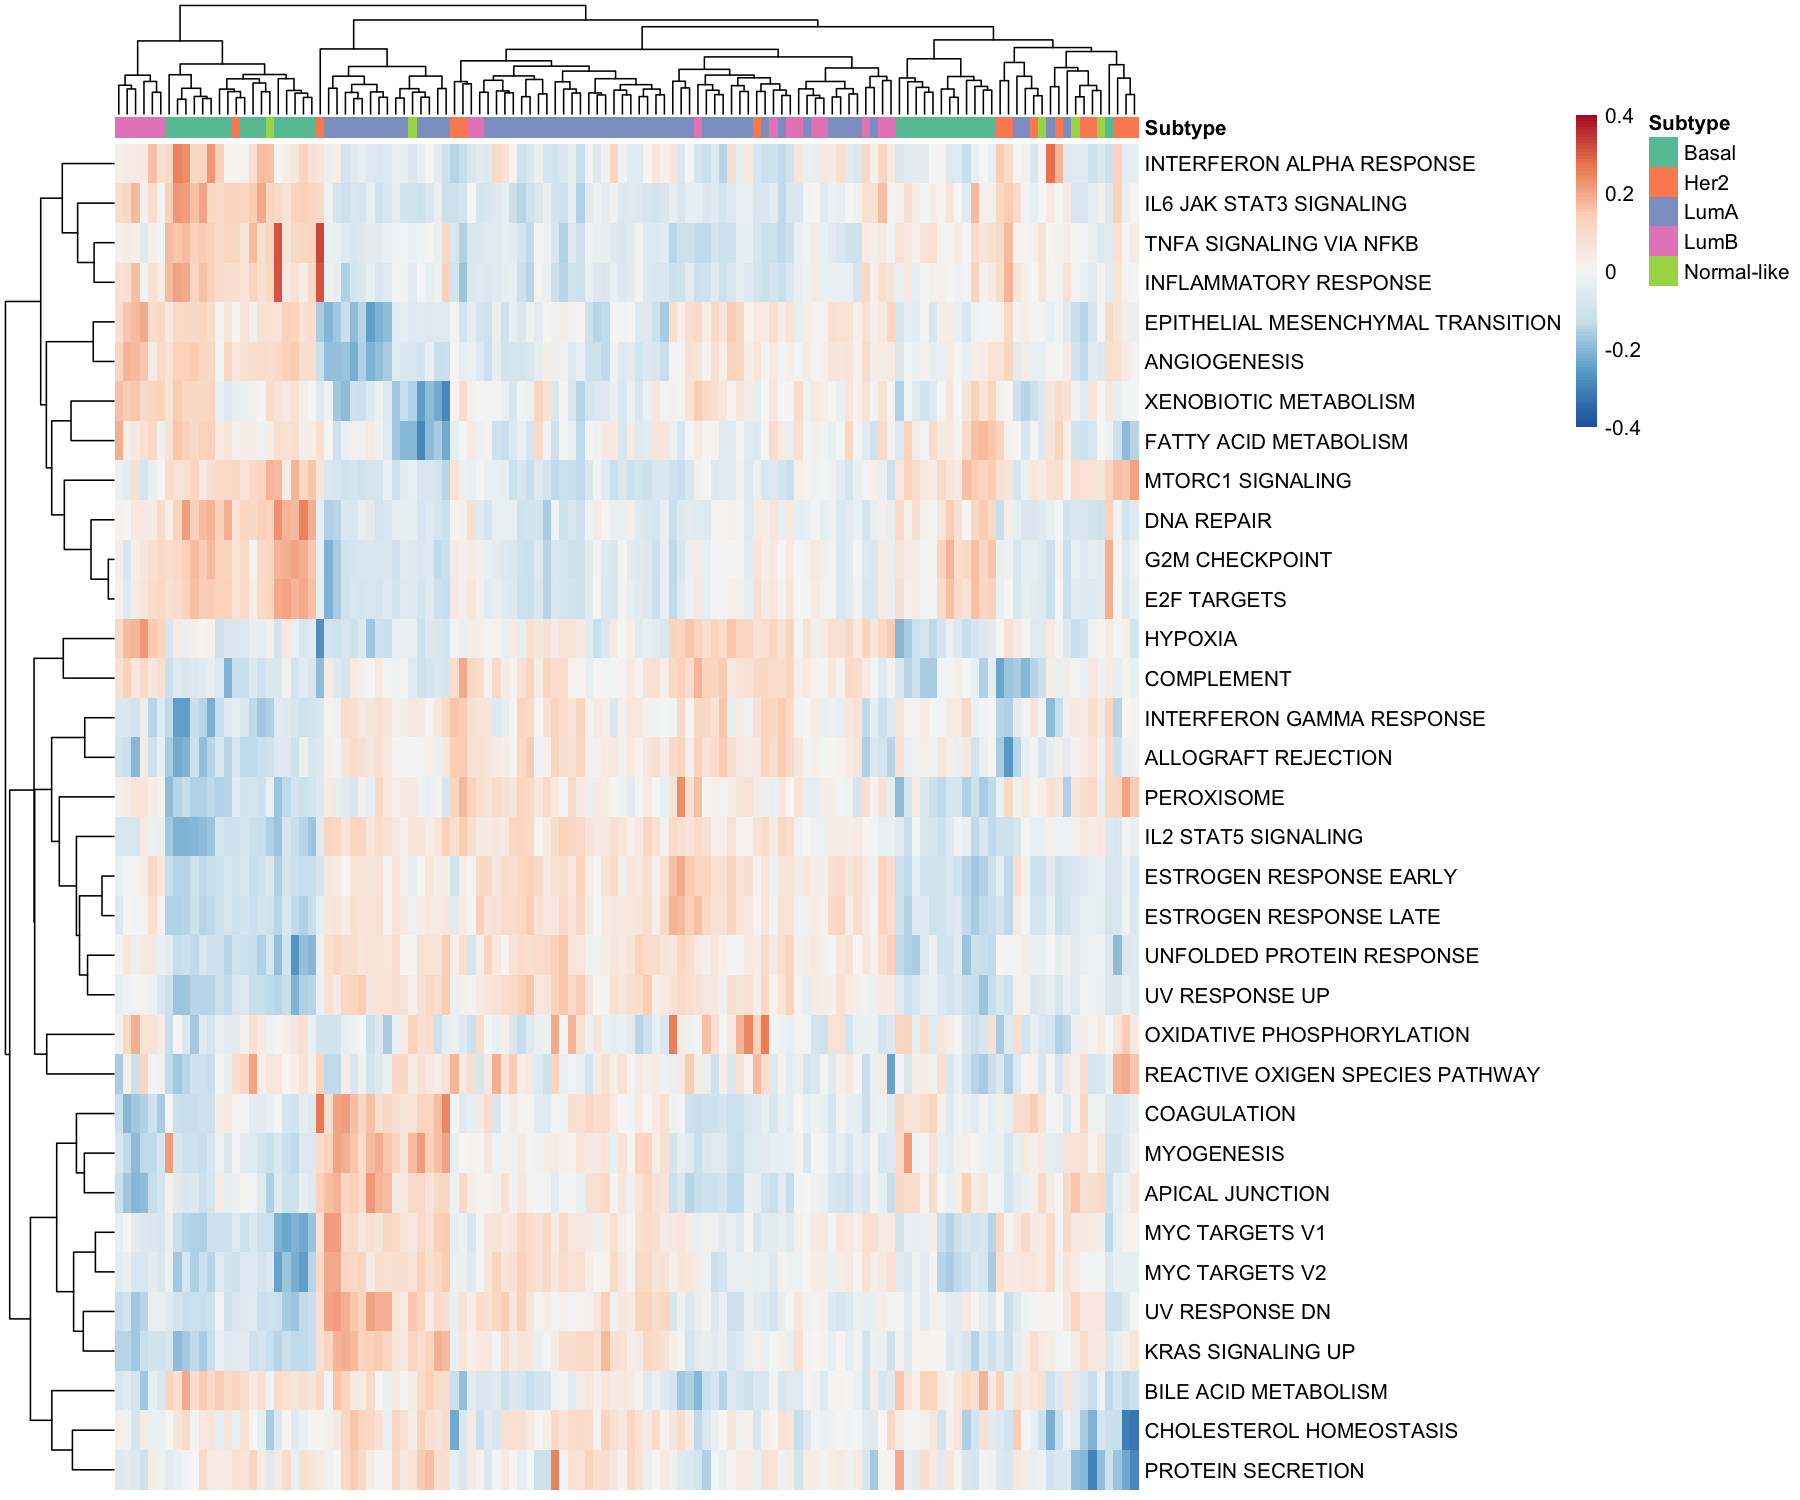 Subtype
INTERFERON ALPHA RESPONSE
IL6 JAK STAT3 SIGNALING
TNFA SIGNALING VIA NFKB
INFLAMMATORY RESPONSE
EPITHELIAL MESENCHYMAL TRANSITION
ANGIOGENESIS
XENOBIOTIC METABOLISM
FATTY ACID METABOLISM
MTORC1 SIGNALING
DNA REPAIR
G2M CHECKPOINT
E2F TARGETS
HYPOXIA
COMPLEMENT
INTERFERON GAMMA RESPONSE
ALLOGRAFT REJECTION
PEROXISOME
IL2 STAT5 SIGNALING
ESTROGEN RESPONSE EARLY
ESTROGEN RESPONSE LATE
UNFOLDED PROTEIN RESPONSE
UV RESPONSE UP
OXIDATIVE PHOSPHORYLATION
REACTIVE OXIGEN SPECIES PATHWAY
COAGULATION
MYOGENESIS
APICAL JUNCTION
MYC TARGETS V1
MYC TARGETS V2
UV RESPONSE DN
KRAS SIGNALING UP
BILE ACID METABOLISM
CHOLESTEROL HOMEOSTASIS
PROTEIN SECRETION
0.4
0.2
0
-0.2
-0.4
Subtype
Basal
Her2
LumA
LumB
Normal-like